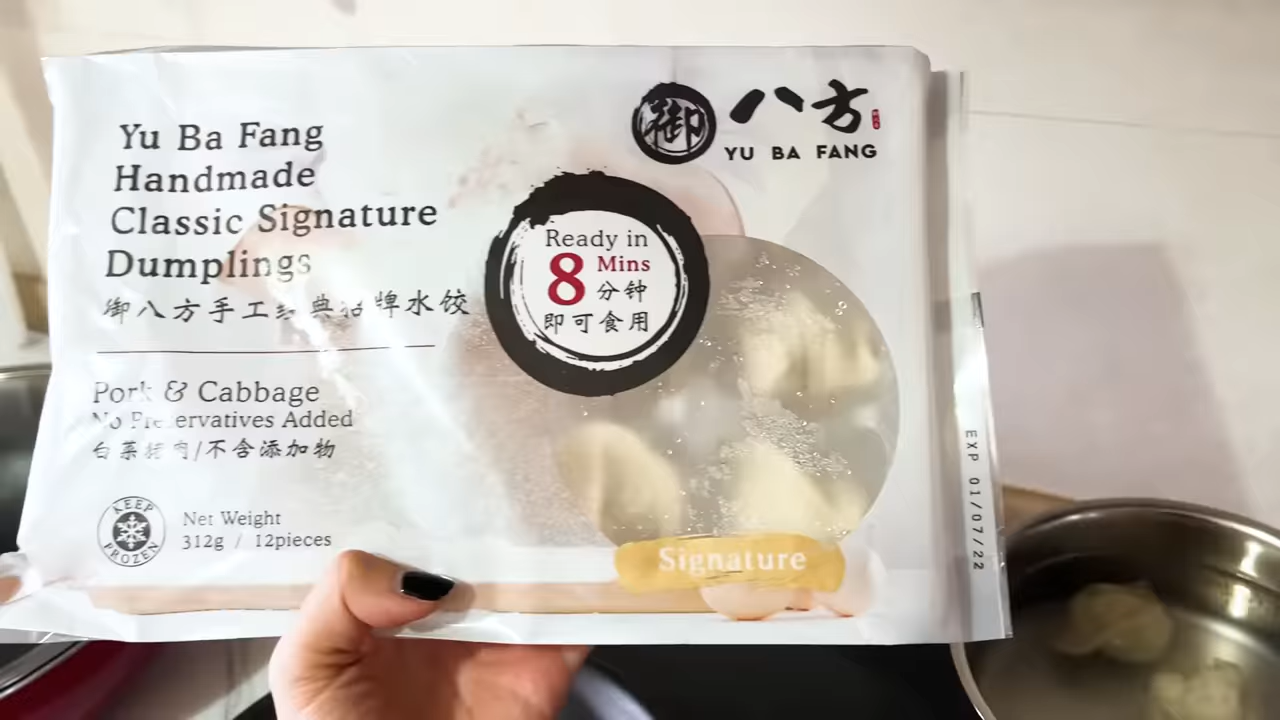 Yu Ba Fang
Handmade
Classic Signature
Dumplings
御八方手工经典招牌水饺
Pork & Cabbage
No Preservatives Added
白菜猪肉/不含添加物
KEEP
FROZEN
Net Weight
312g / 12pieces
御
八方
YU BA FANG
Ready in
8 Mins
分钟
即可食用
Signature
EXP 01/07/22